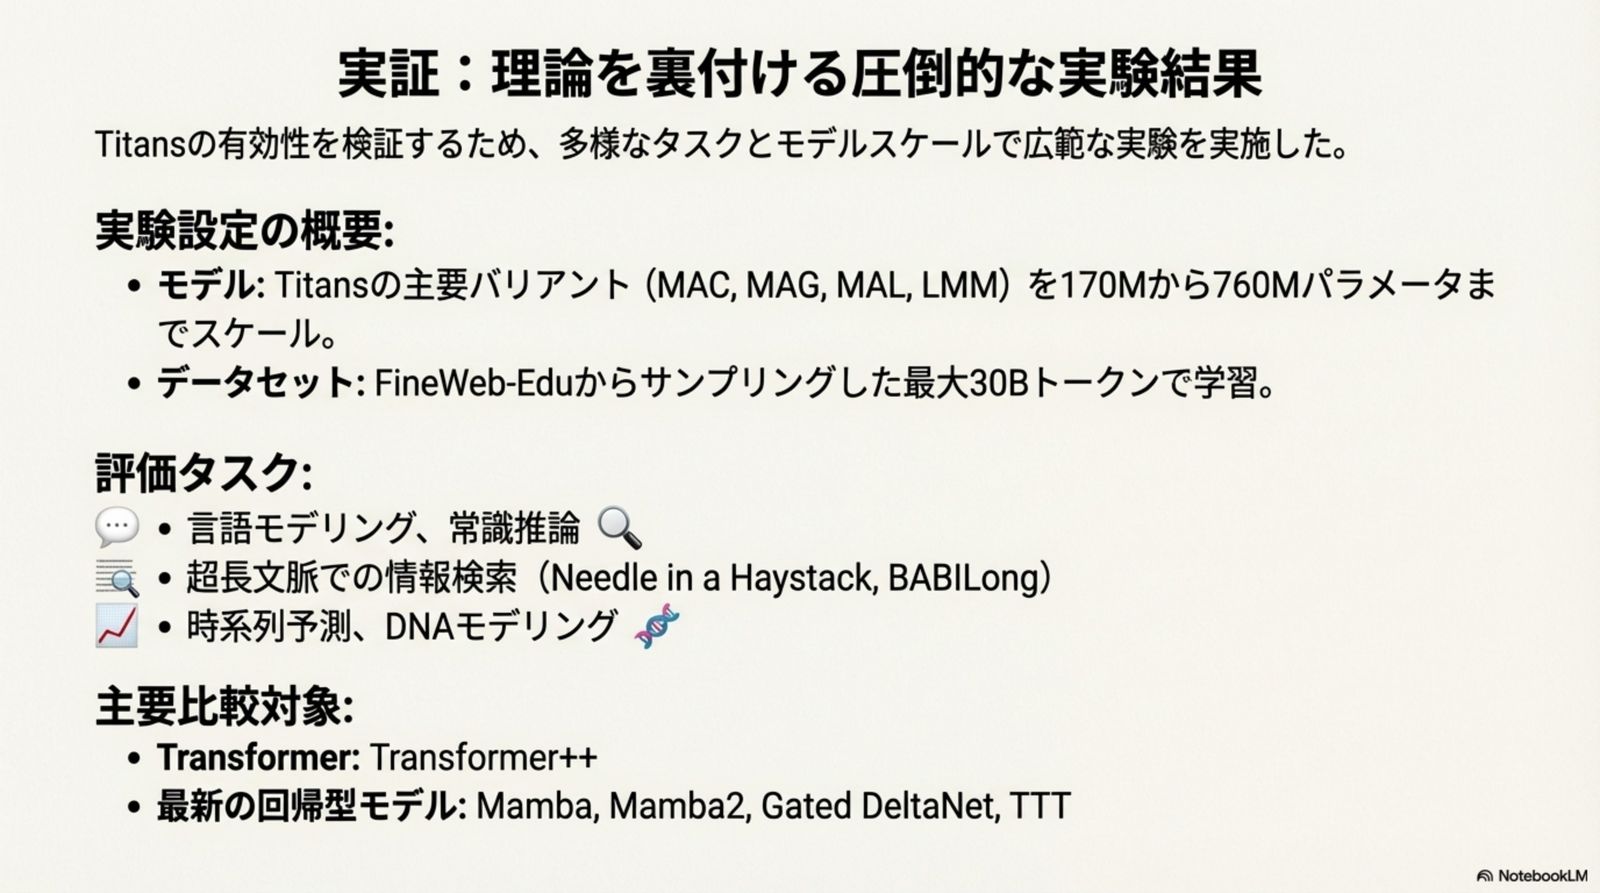 実証：理論を裏付ける圧倒的な実験結果
Titansの有効性を検証するため、多様なタスクとモデルスケールで広範な実験を実施した。
実験設定の概要:
• モデル: Titansの主要バリアント（MAC, MAG, MAL, LMM）を170Mから760Mパラメータま
でスケール。
• データセット: FineWeb-Eduからサンプリングした最大30Bトークンで学習。
評価タスク:
• 言語モデリング、常識推論
• 超長文脈での情報検索（Needle in a Haystack, BABILong）
• 時系列予測、DNAモデリング
主要比較対象:
• Transformer: Transformer++
• 最新の回帰型モデル: Mamba, Mamba2, Gated DeltaNet, TTT
NotebookLM